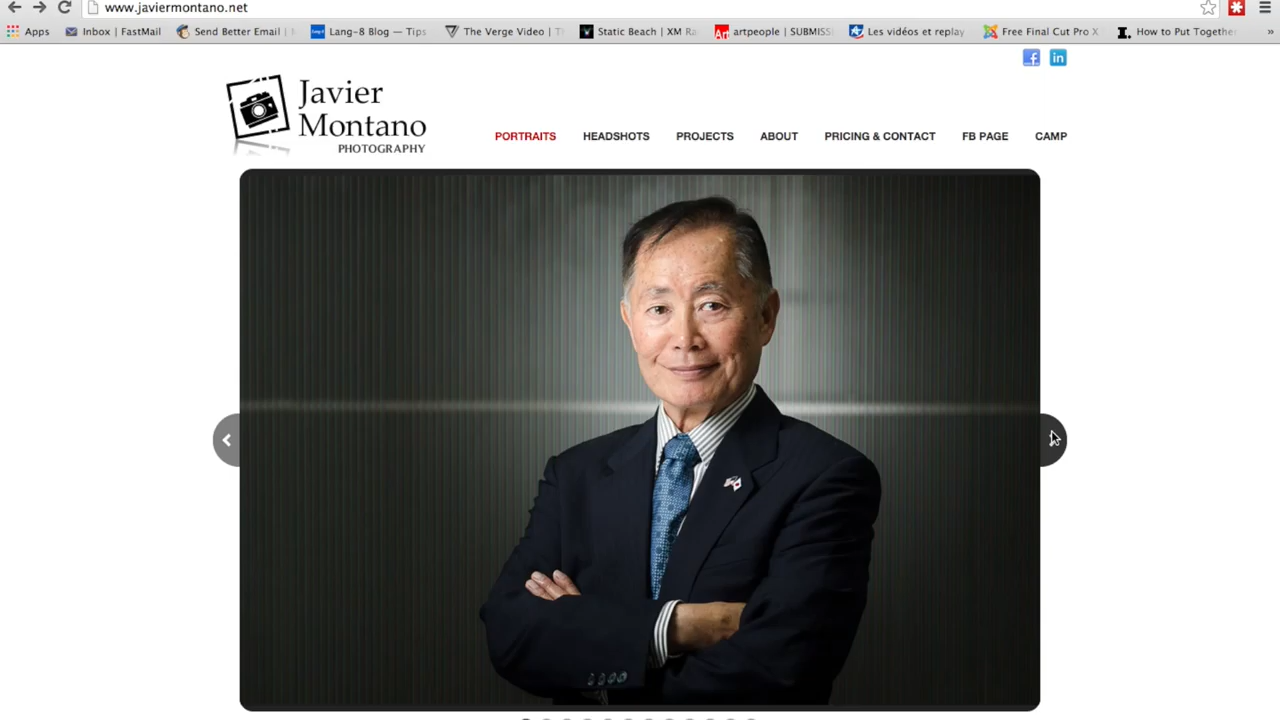 www.javiermontano.net
Apps Inbox | FastMail Send Better Email | Lang-8 Blog — Tips The Verge Video | T Static Beach | XM Ra artpeople | SUBMISS Les vidéos et replay Free Final Cut Pro X How to Put Together »
Javier
Montano
PHOTOGRAPHY
PORTRAITS HEADSHOTS PROJECTS ABOUT PRICING & CONTACT FB PAGE CAMP